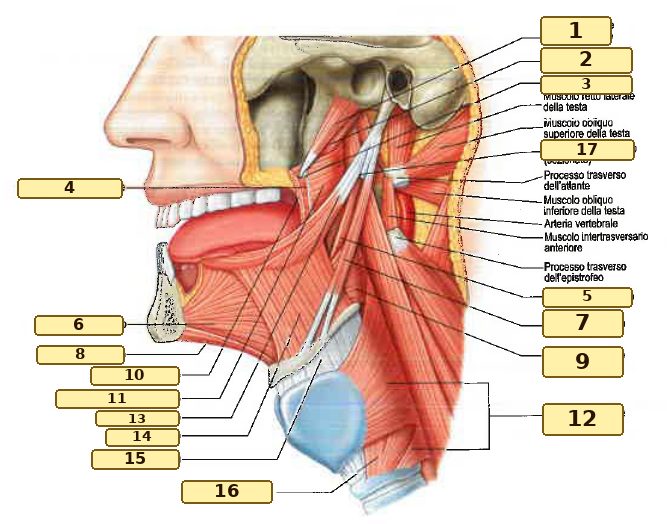 1
2
3
Muscolo retto laterale
della testa
Muscolo obliquo
superiore della testa
17
Processo trasverso
dell'atlante
4
Muscolo obliquo
inferiore della testa
Arteria vertebrale
Muscolo intertrasversario
anteriore
Processo trasverso
dell'epistrofeo
5
6
7
8
9
10
11
12
13
14
15
16